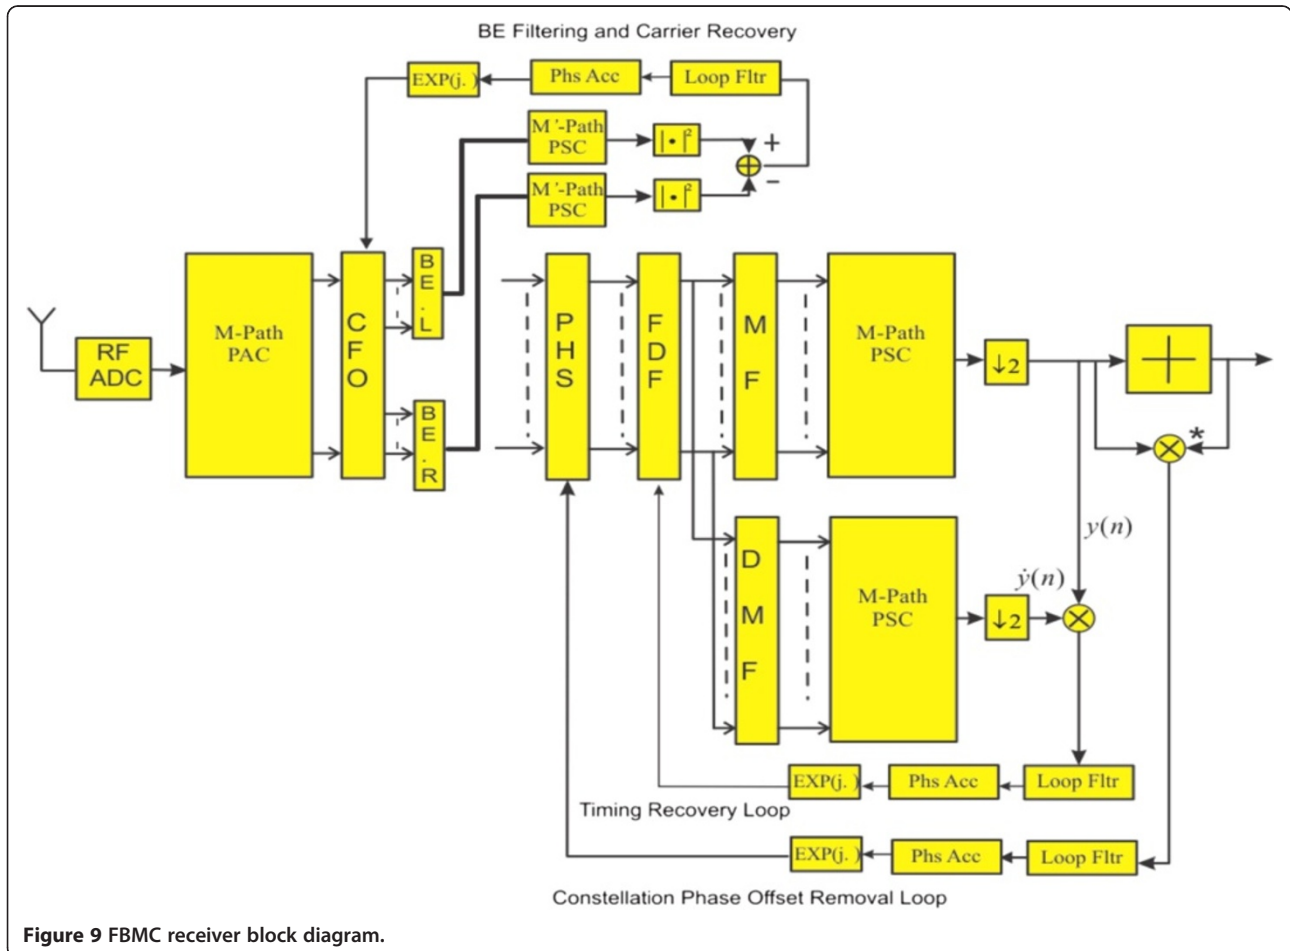 BE Filtering and Carrier Recovery
EXP(j. )
Phs Acc
Loop Fltr
M'-Path
PSC
|•|²
+
M'-Path
PSC
|•|²
−
RF
ADC
M-Path
PAC
C
F
O
B
E
.
L
B
E
.
R
P
H
S
F
D
F
M
F
M-Path
PSC
↓2
*
y(n)
D
M
F
M-Path
PSC
ẏ(n)
↓2
EXP(j. )
Phs Acc
Loop Fltr
Timing Recovery Loop
EXP(j. )
Phs Acc
Loop Fltr
Constellation Phase Offset Removal Loop
Figure 9 FBMC receiver block diagram.